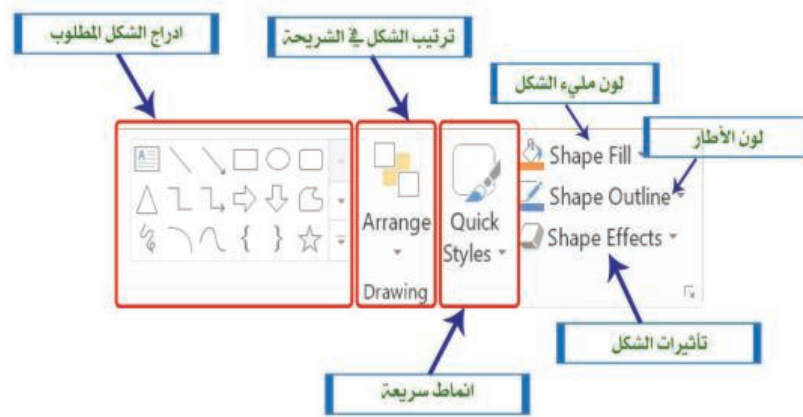 ادراج الشكل المطلوب
ترتيب الشكل في الشريحة
لون مليء الشكل
لون الأطار
Shape Fill
Shape Outline
Shape Effects
Arrange
Quick
Styles
Drawing
تأثيرات الشكل
انماط سريعة